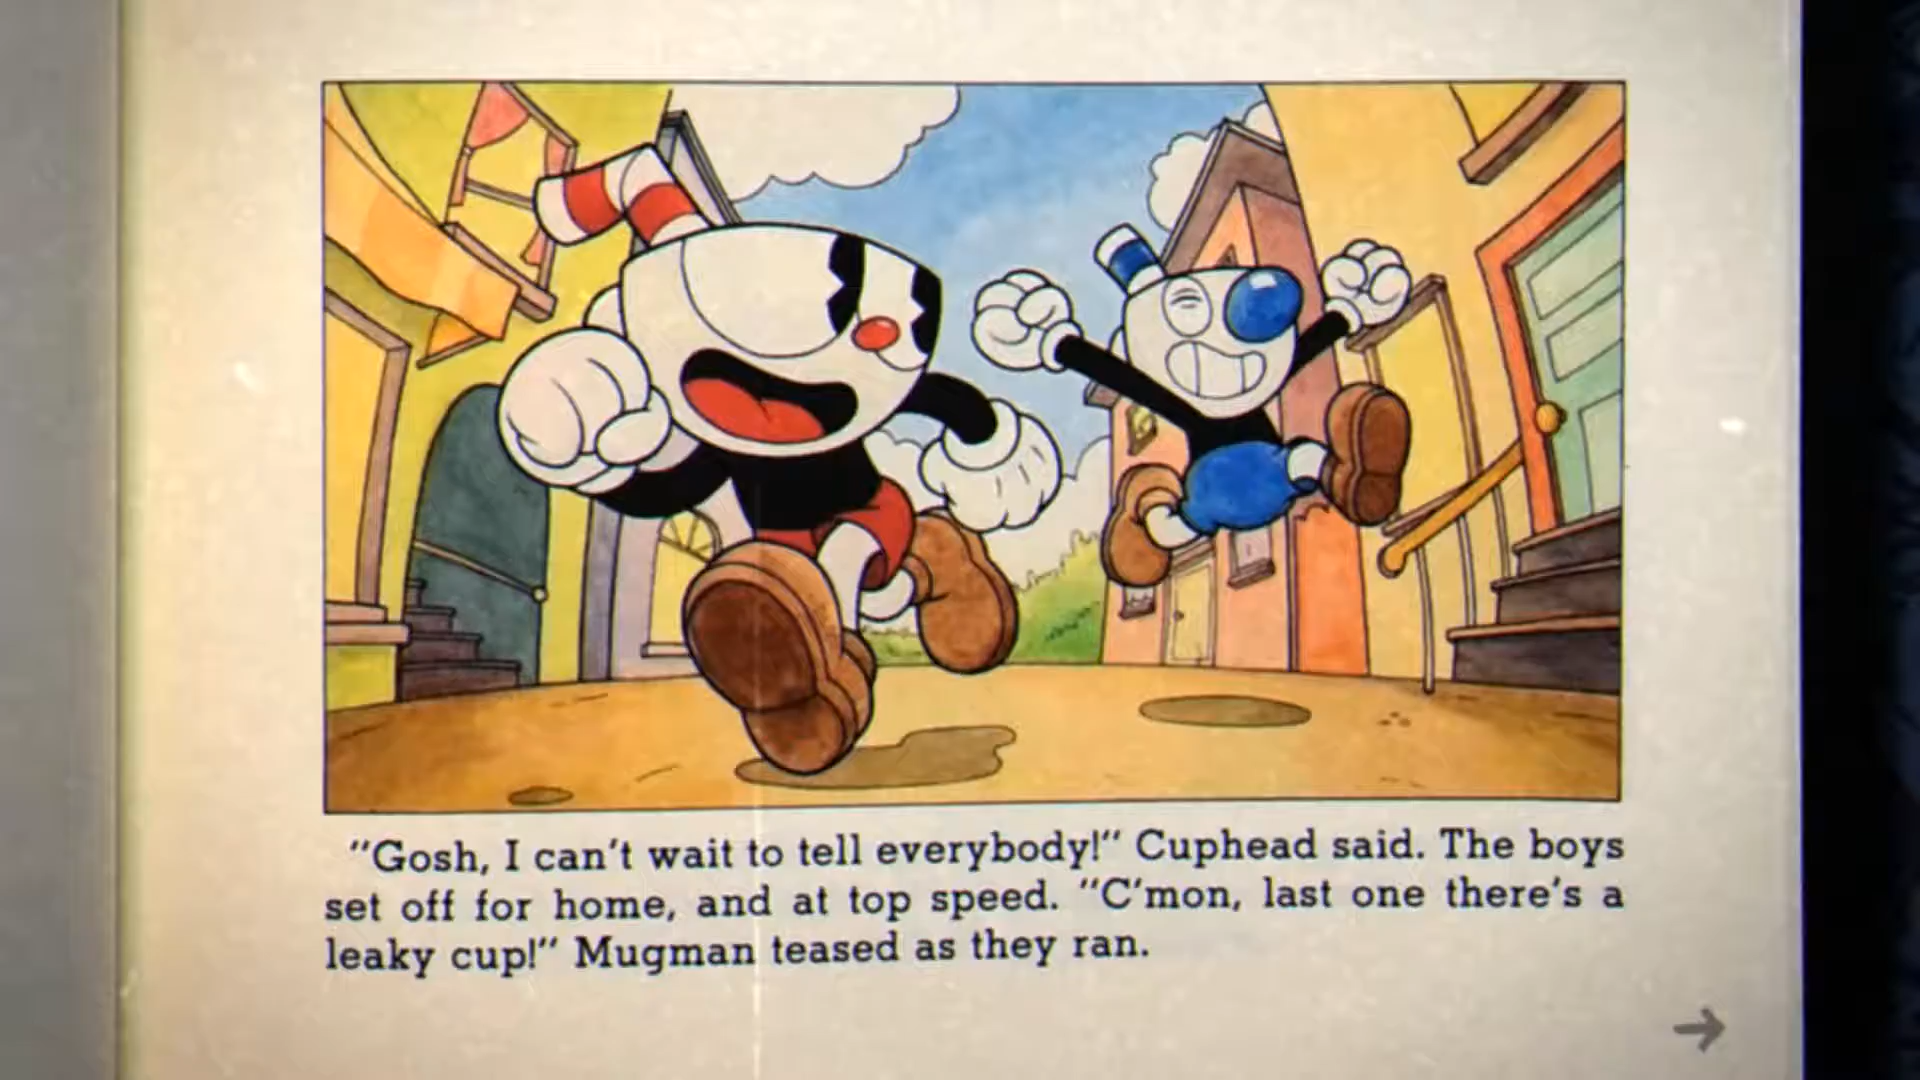 "Gosh, I can't wait to tell everybody!" Cuphead said. The boys
set off for home, and at top speed. "C'mon, last one there's a
leaky cup!" Mugman teased as they ran.